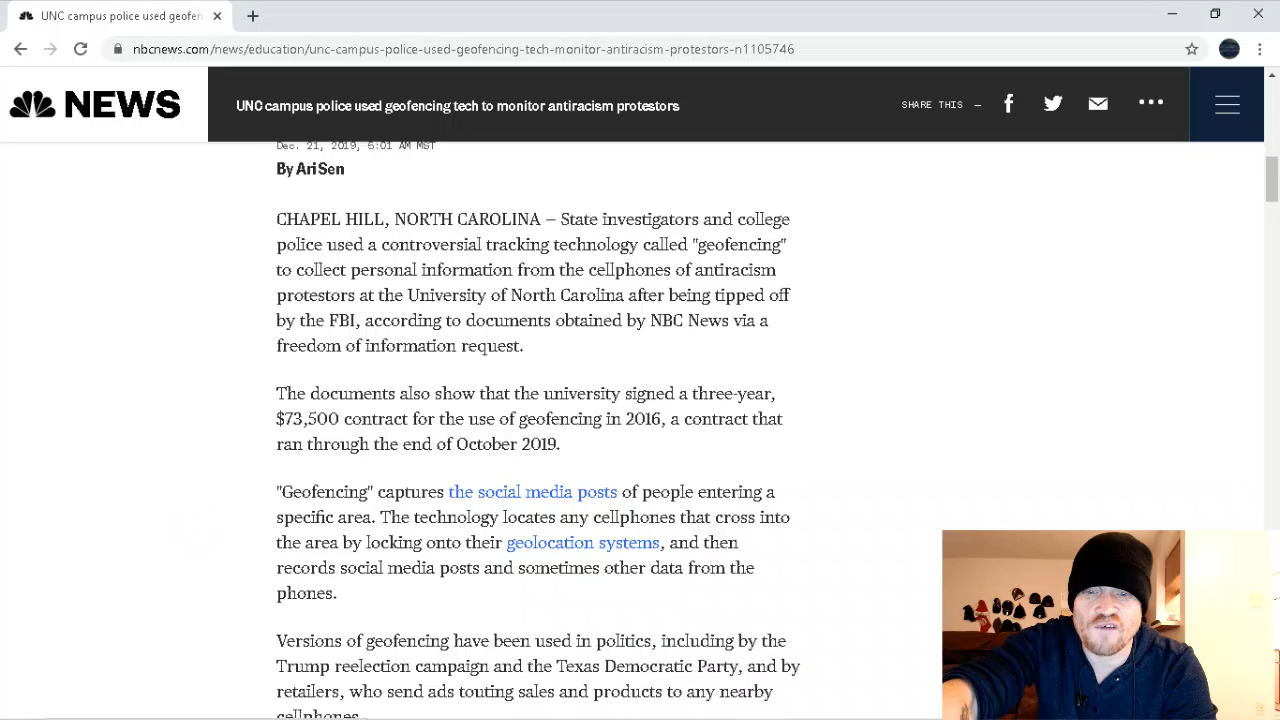 UNC campus police used geofen
nbcnews.com/news/education/unc-campus-police-used-geofencing-tech-monitor-antiracism-protestors-n1105746
NEWS
UNC campus police used geofencing tech to monitor antiracism protestors
SHARE THIS —
Dec. 21, 2019, 5:01 AM MST
By Ari Sen
CHAPEL HILL, NORTH CAROLINA — State investigators and college
police used a controversial tracking technology called "geofencing"
to collect personal information from the cellphones of antiracism
protestors at the University of North Carolina after being tipped off
by the FBI, according to documents obtained by NBC News via a
freedom of information request.
The documents also show that the university signed a three-year,
$73,500 contract for the use of geofencing in 2016, a contract that
ran through the end of October 2019.
"Geofencing" captures the social media posts of people entering a
specific area. The technology locates any cellphones that cross into
the area by locking onto their geolocation systems, and then
records social media posts and sometimes other data from the
phones.
Versions of geofencing have been used in politics, including by the
Trump reelection campaign and the Texas Democratic Party, and by
retailers, who send ads touting sales and products to any nearby
cellphones.